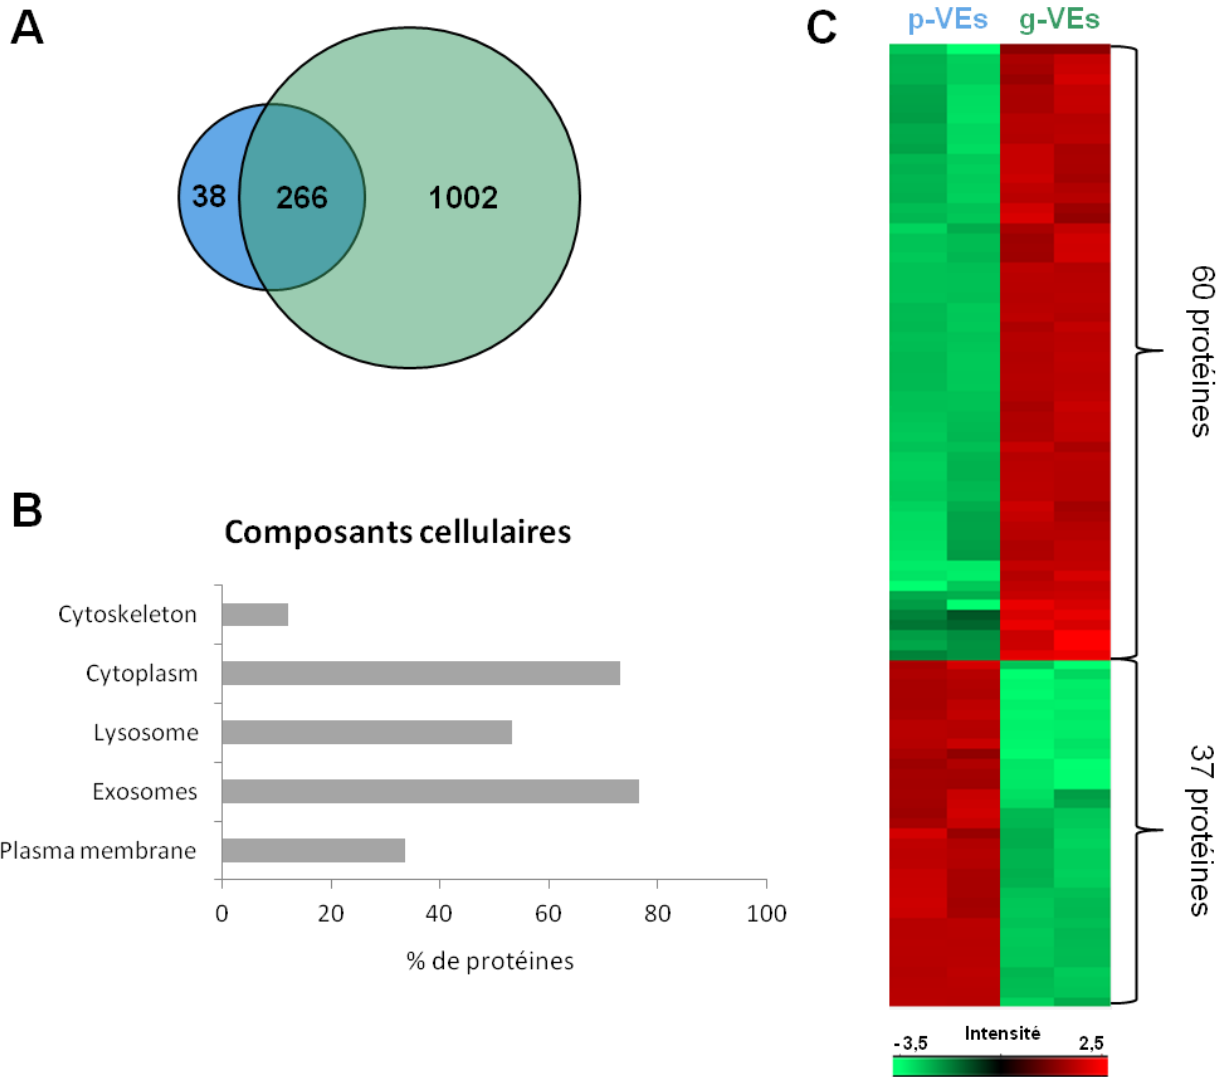 A
38
266
1002
B
Composants cellulaires
Cytoskeleton
Cytoplasm
Lysosome
Exosomes
Plasma membrane
0 20 40 60 80 100
% de protéines
C
p-VEs g-VEs
60 protéines
37 protéines
Intensité
-3,5 2,5